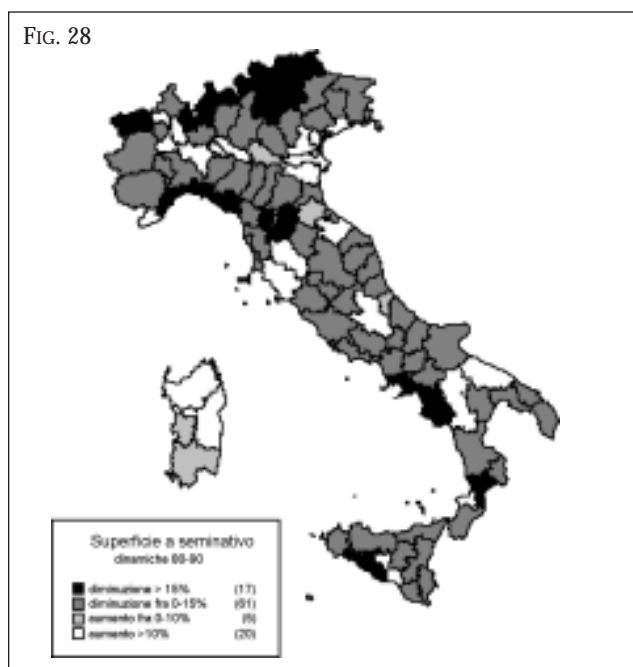 FIG. 28
Superficie a seminativo
dinamiche 80-90
diminuzione > 15% (17)
diminuzione fra 0-15% (61)
aumento fra 0-10% (6)
aumento >10% (20)